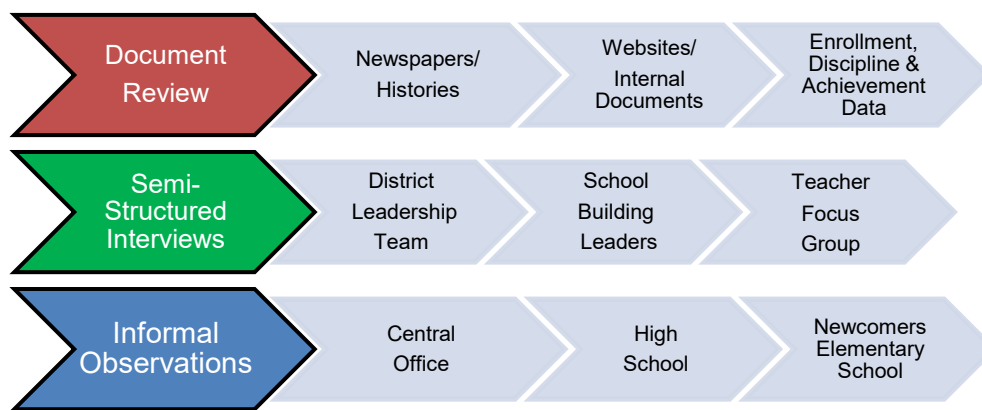 Document
Review
Newspapers/
Histories
Websites/
Internal
Documents
Enrollment,
Discipline &
Achievement
Data
Semi-
Structured
Interviews
District
Leadership
Team
School
Building
Leaders
Teacher
Focus
Group
Informal
Observations
Central
Office
High
School
Newcomers
Elementary
School